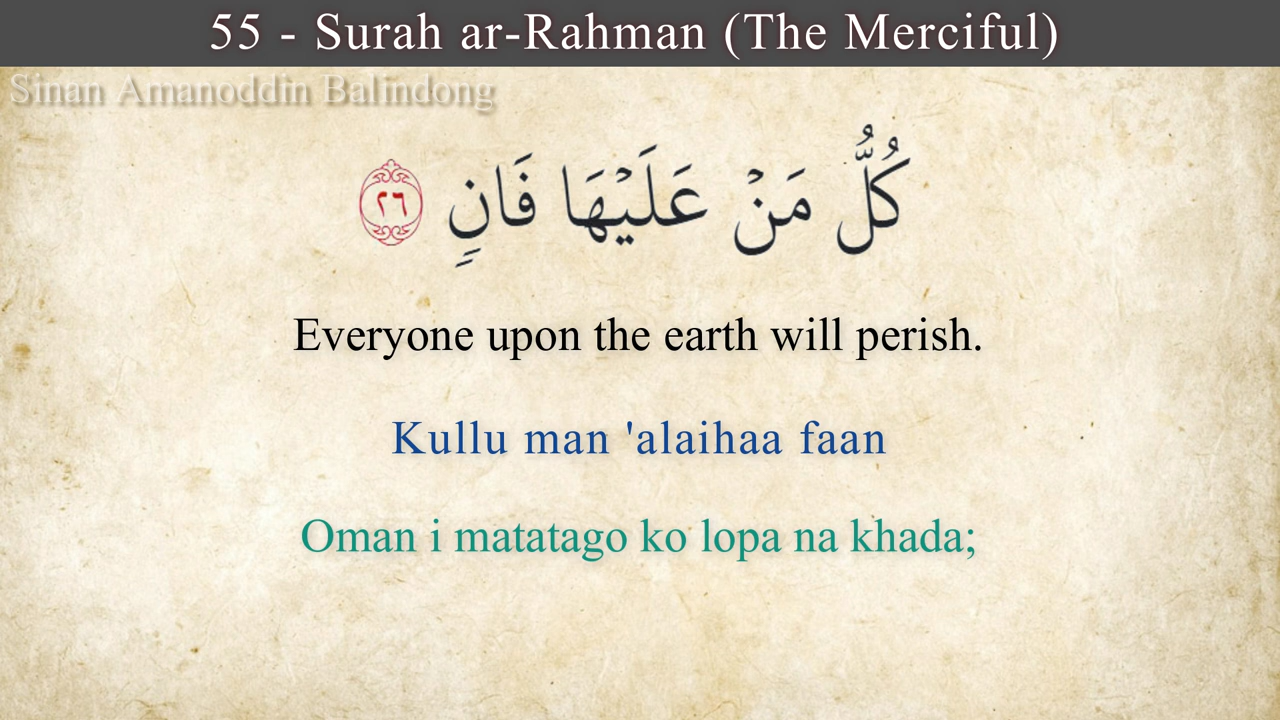 55 - Surah ar-Rahman (The Merciful)
Sinan Amanoddin Balindong
كُلُّ مَنْ عَلَيْهَا فَانٍ ٢٦
Everyone upon the earth will perish.
Kullu man 'alaihaa faan
Oman i matatago ko lopa na khada;